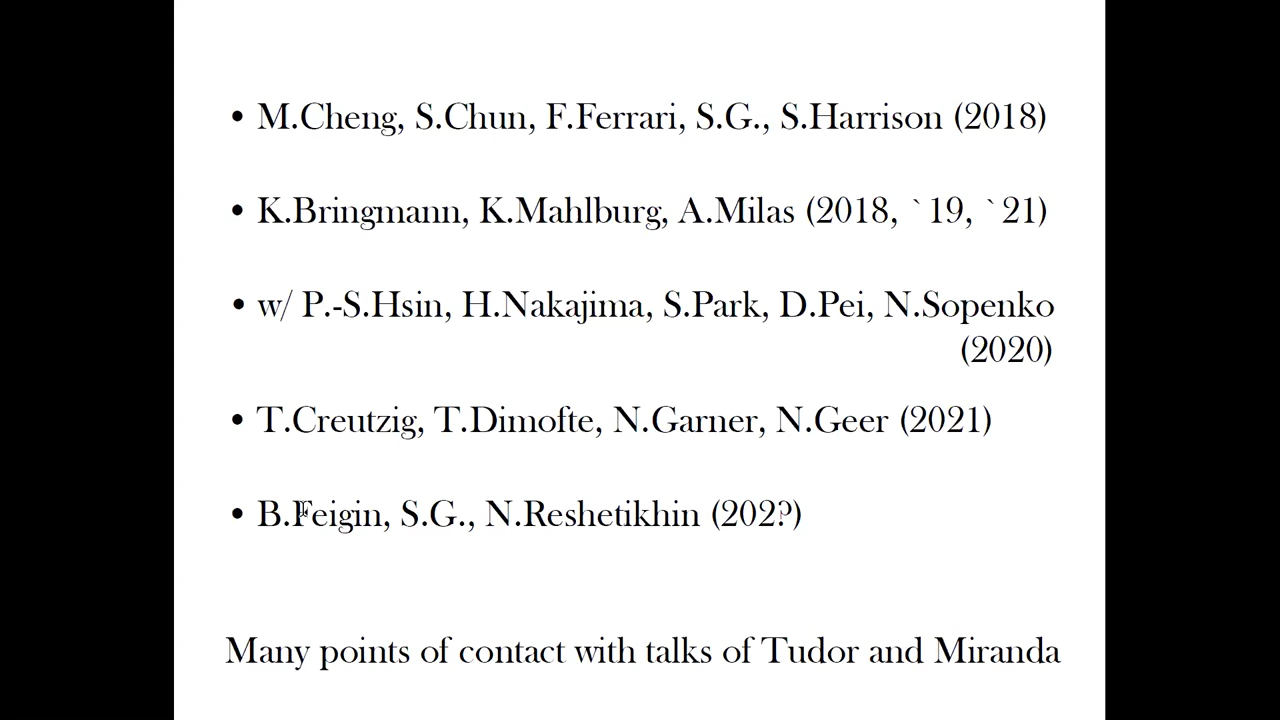 • M.Cheng, S.Chun, F.Ferrari, S.G., S.Harrison (2018)
• K.Bringmann, K.Mahlburg, A.Milas (2018, `19, `21)
• w/ P.-S.Hsin, H.Nakajima, S.Park, D.Pei, N.Sopenko
(2020)
• T.Creutzig, T.Dimofte, N.Garner, N.Geer (2021)
• B.Feigin, S.G., N.Reshetikhin (202?)
Many points of contact with talks of Tudor and Miranda